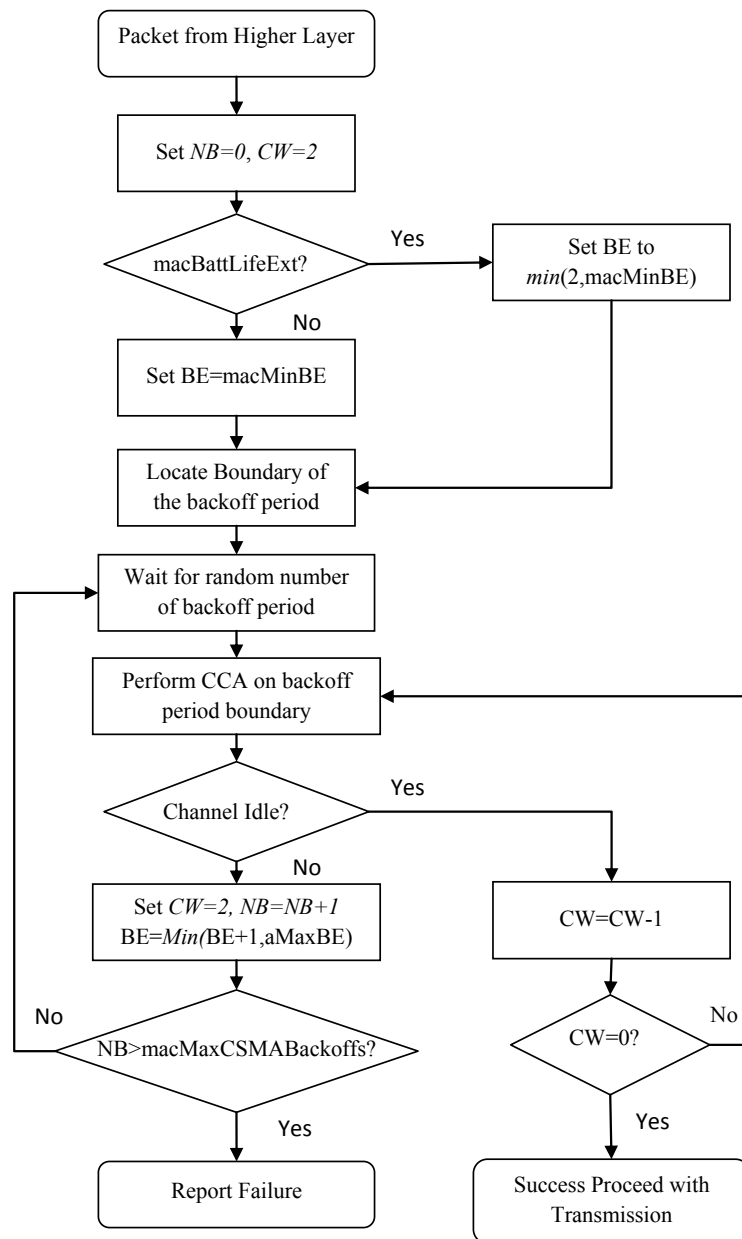 Packet from Higher Layer
Set NB=0, CW=2
macBattLifeExt?
Yes
Set BE to
min(2,macMinBE)
No
Set BE=macMinBE
Locate Boundary of
the backoff period
Wait for random number
of backoff period
Perform CCA on backoff
period boundary
Channel Idle?
Yes
No
Set CW=2, NB=NB+1
BE=Min(BE+1,aMaxBE)
CW=CW-1
No
NB>macMaxCSMABackoffs?
CW=0?
No
Yes
Yes
Report Failure
Success Proceed with
Transmission